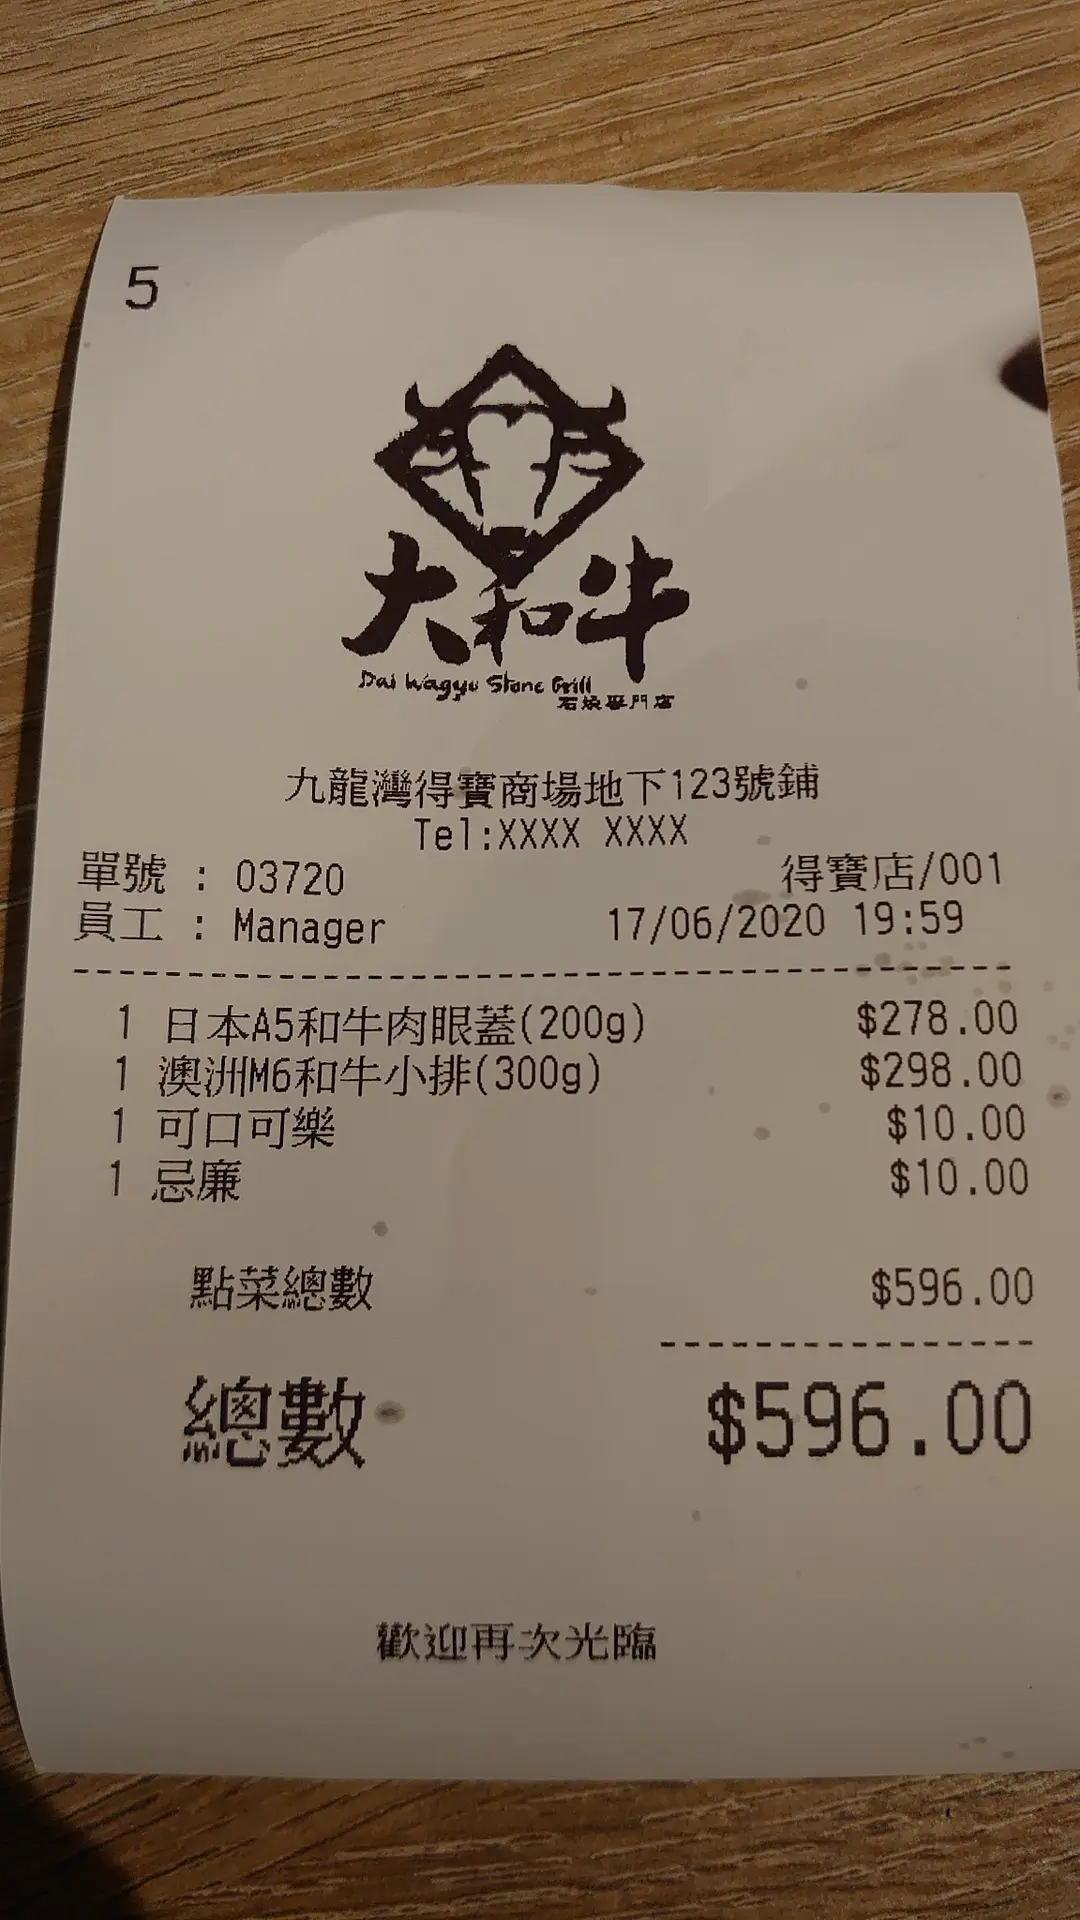 5
大和牛
Dai Wagyu Stone Grill
石燒專門店
九龍灣得寶商場地下123號鋪
Tel:XXXX XXXX
單號 : 03720 得寶店/001
員工 : Manager 17/06/2020 19:59
1 日本A5和牛肉眼蓋(200g) $278.00
1 澳洲M6和牛小排(300g) $298.00
1 可口可樂 $10.00
1 忌廉 $10.00
點菜總數 $596.00
總數 $596.00
歡迎再次光臨